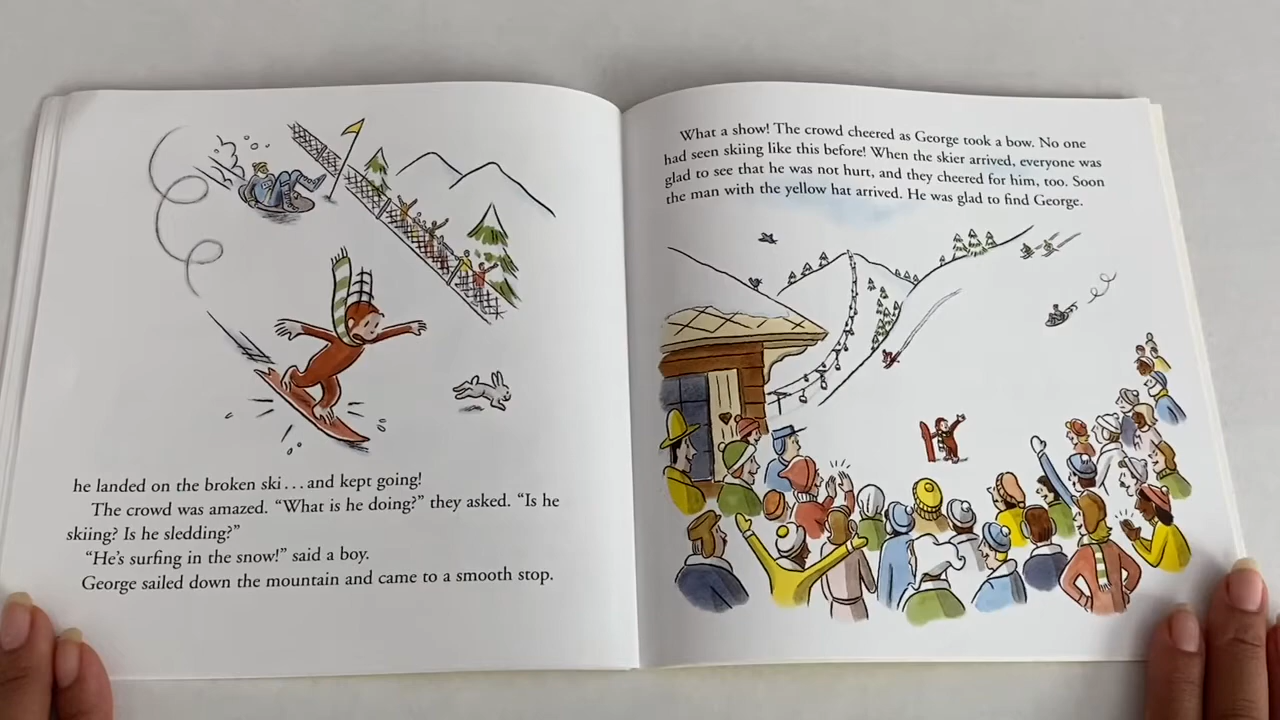 he landed on the broken ski...and kept going!
The crowd was amazed. “What is he doing?” they asked. “Is he
skiing? Is he sledding?”
“He’s surfing in the snow!” said a boy.
George sailed down the mountain and came to a smooth stop.
What a show! The crowd cheered as George took a bow. No one
had seen skiing like this before! When the skier arrived, everyone was
glad to see that he was not hurt, and they cheered for him, too. Soon
the man with the yellow hat arrived. He was glad to find George.